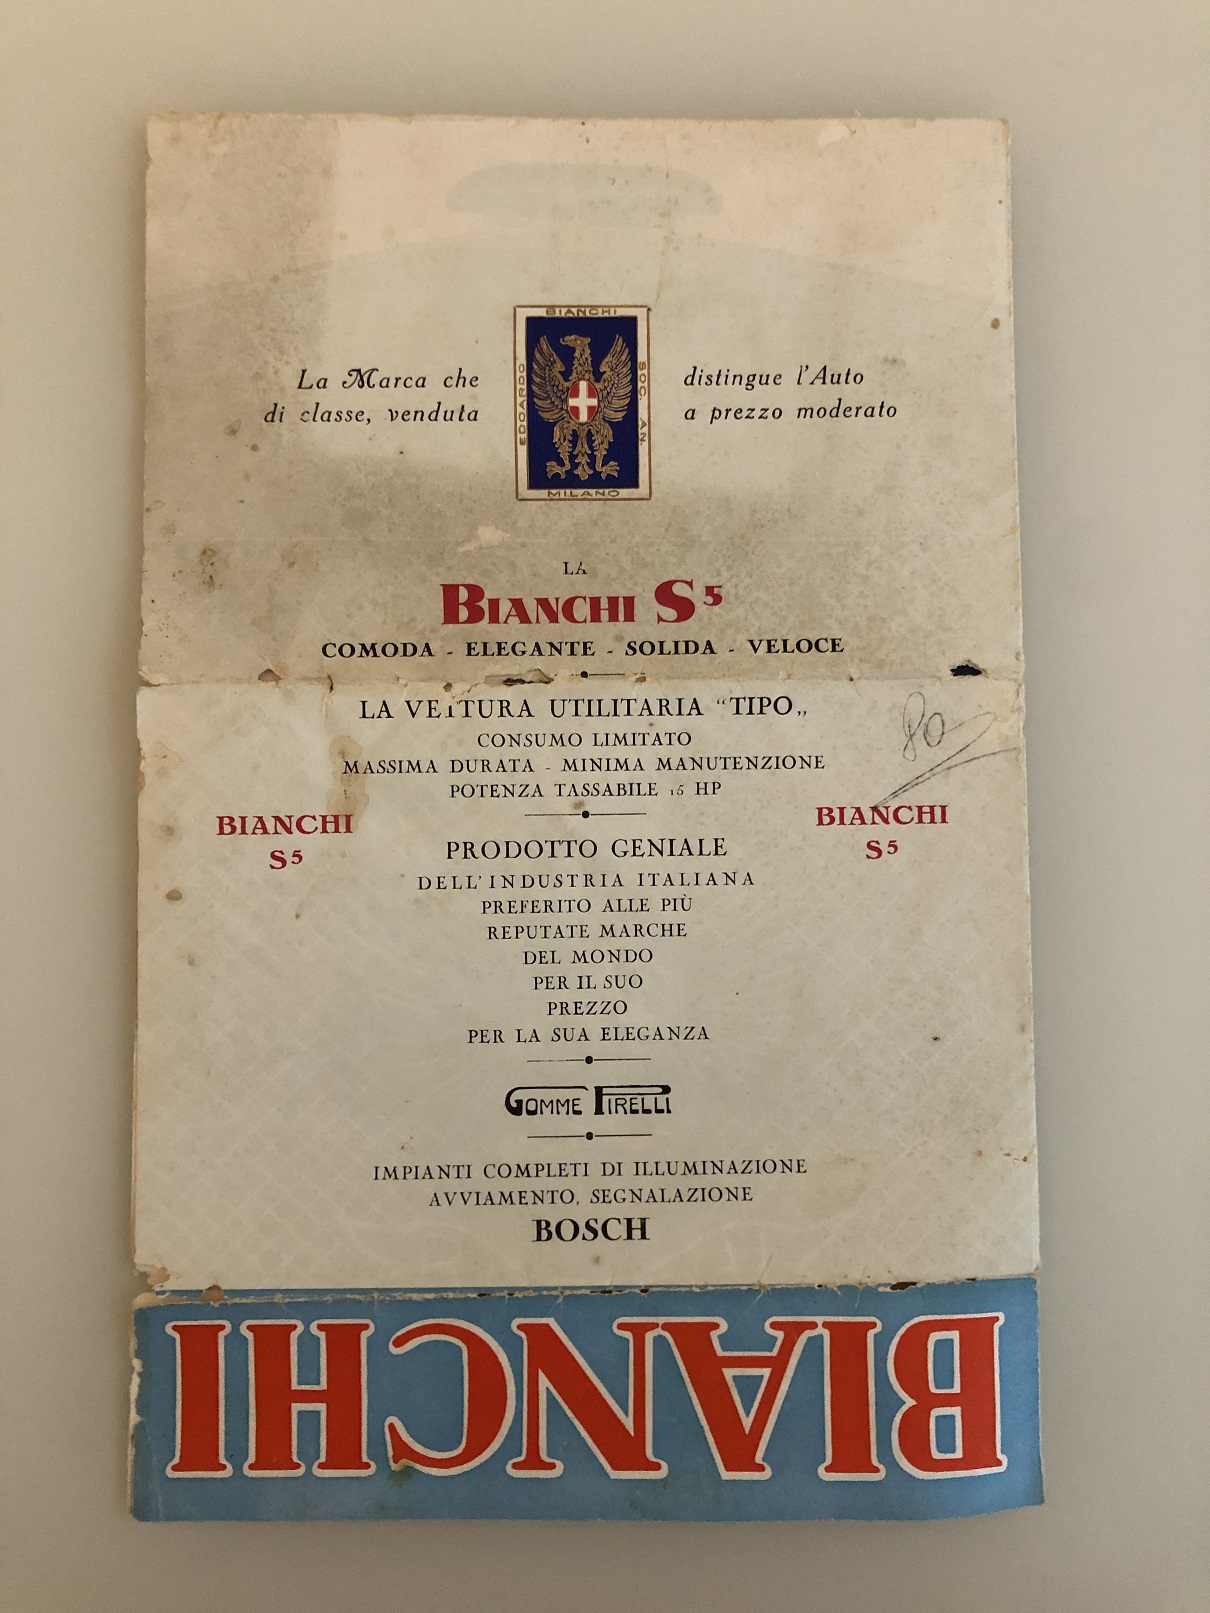 BIANCHI
EDOARDO
SOC. AN.
MILANO
La Marca che
di classe, venduta
distingue l'Auto
a prezzo moderato
LA
BIANCHI S5
COMODA - ELEGANTE - SOLIDA - VELOCE
LA VETTURA UTILITARIA “TIPO„
CONSUMO LIMITATO
MASSIMA DURATA - MINIMA MANUTENZIONE
POTENZA TASSABILE 15 HP
BIANCHI
S5
BIANCHI
S5
PRODOTTO GENIALE
DELL'INDUSTRIA ITALIANA
PREFERITO ALLE PIÙ
REPUTATE MARCHE
DEL MONDO
PER IL SUO
PREZZO
PER LA SUA ELEGANZA
GOMME PIRELLI
IMPIANTI COMPLETI DI ILLUMINAZIONE
AVVIAMENTO, SEGNALAZIONE
BOSCH
BIANCHI